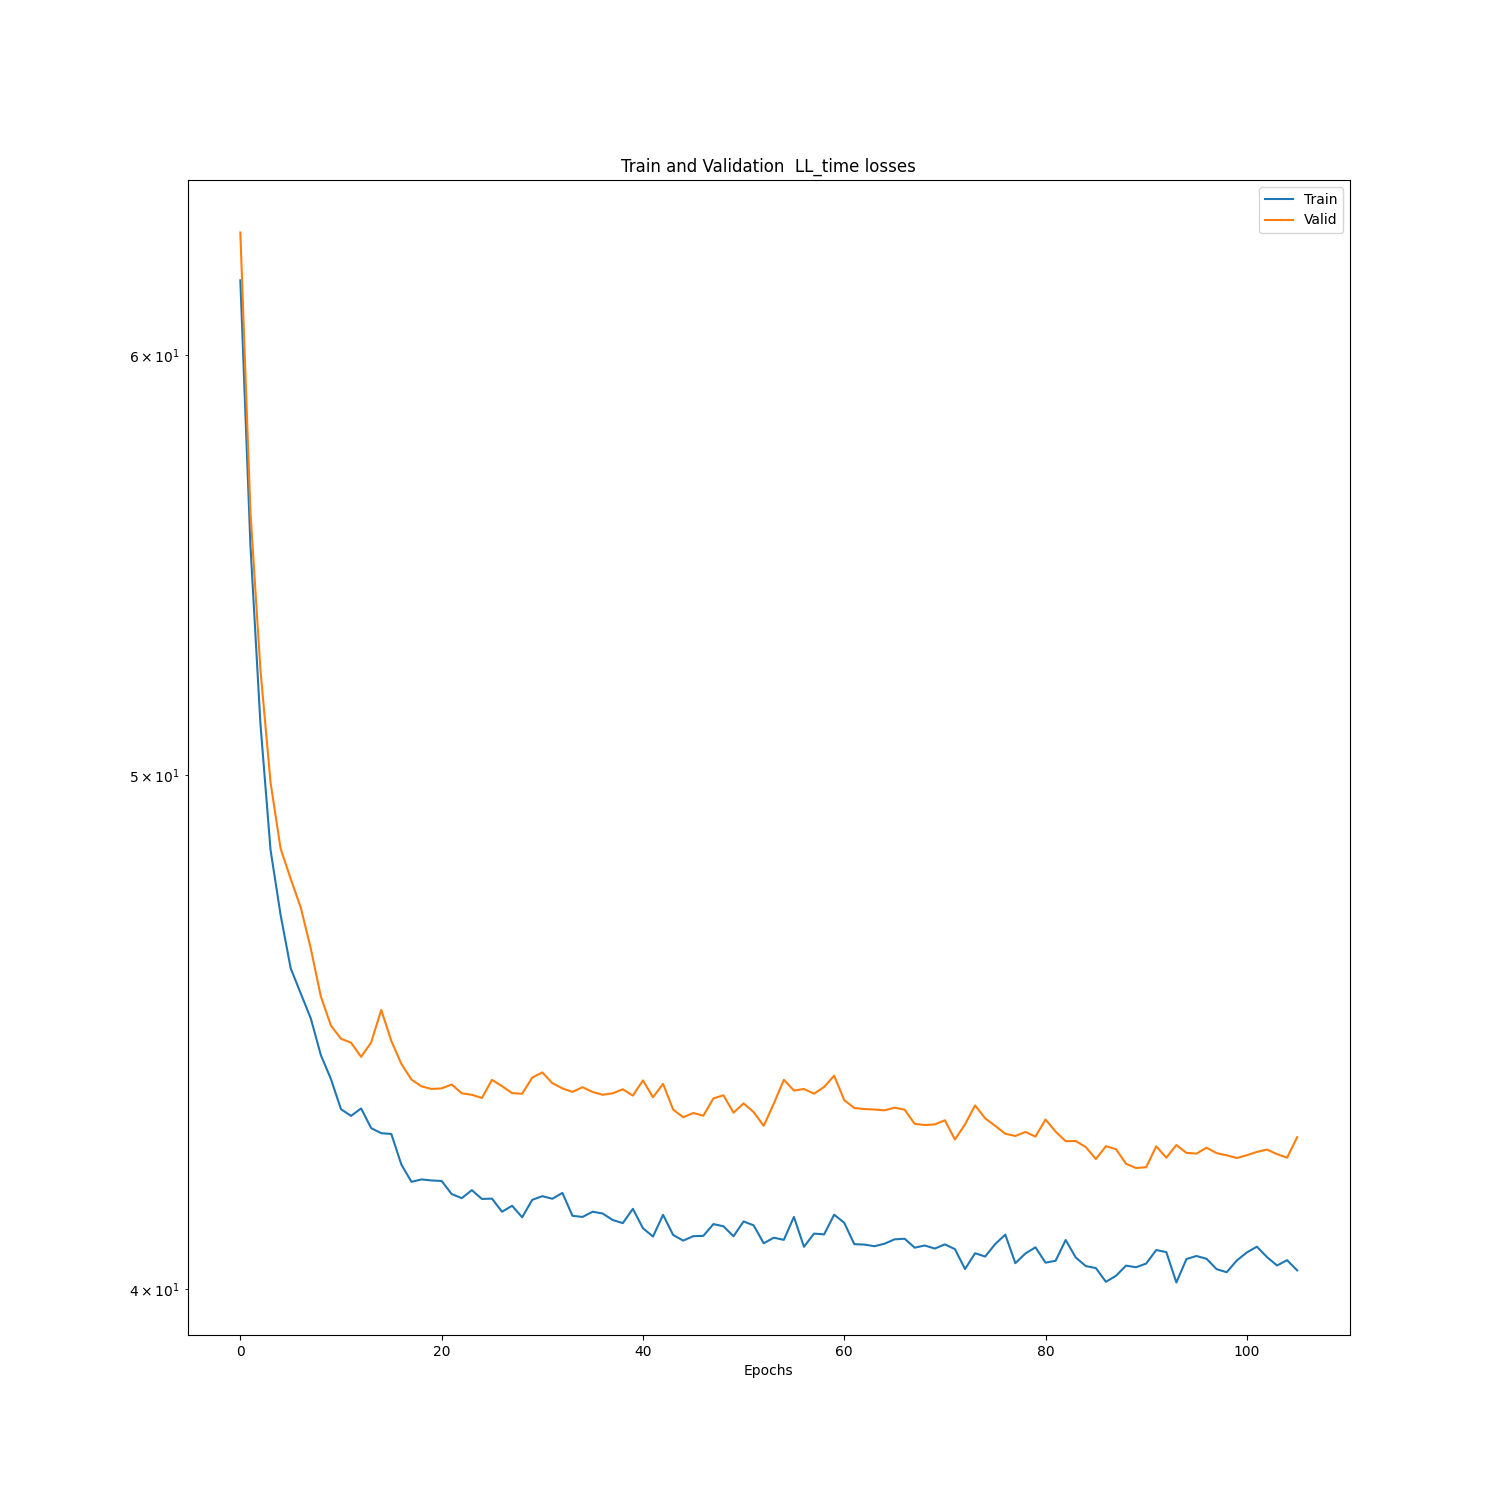 Train and Validation  LL_time losses
Train
Valid
6 × 10¹
5 × 10¹
4 × 10¹
0 20 40 60 80 100
Epochs